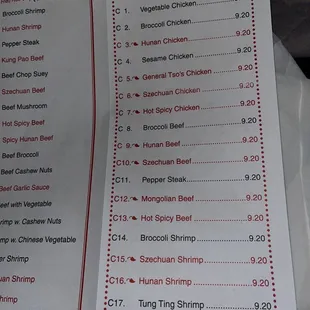 Broccoli Shrimp
Hunan Shrimp
Pepper Steak
Kung Pao Beef
Beef Chop Suey
Szechuan Beef
Beef Mushroom
Hot Spicy Beef
Spicy Hunan Beef
Beef Broccoli
Beef Cashew Nuts
Beef Garlic Sauce
Beef with Vegetable
w. Cashew Nuts
w. Chinese Vegetable
Shrimp
Shrimp
Shrimp
C 1. Vegetable Chicken
C 2. Broccoli Chicken..............9.20
C 3. Hunan Chicken................9.20
C 4. Sesame Chicken..............9.20
C 5. General Tso's Chicken...........9.20
C 6. Szechuan Chicken..............9.20
C 7. Hot Spicy Chicken..............9.20
C 8. Broccoli Beef..................9.20
C 9. Hunan Beef...................9.20
C10. Szechuan Beef................9.20
C11. Pepper Steak..................9.20
C12. Mongolian Beef................9.20
C13. Hot Spicy Beef.................9.20
C14. Broccoli Shrimp................9.20
C15. Szechuan Shrimp...............9.20
C16. Hunan Shrimp.................9.20
C17. Tung Ting Shrimp..............9.20